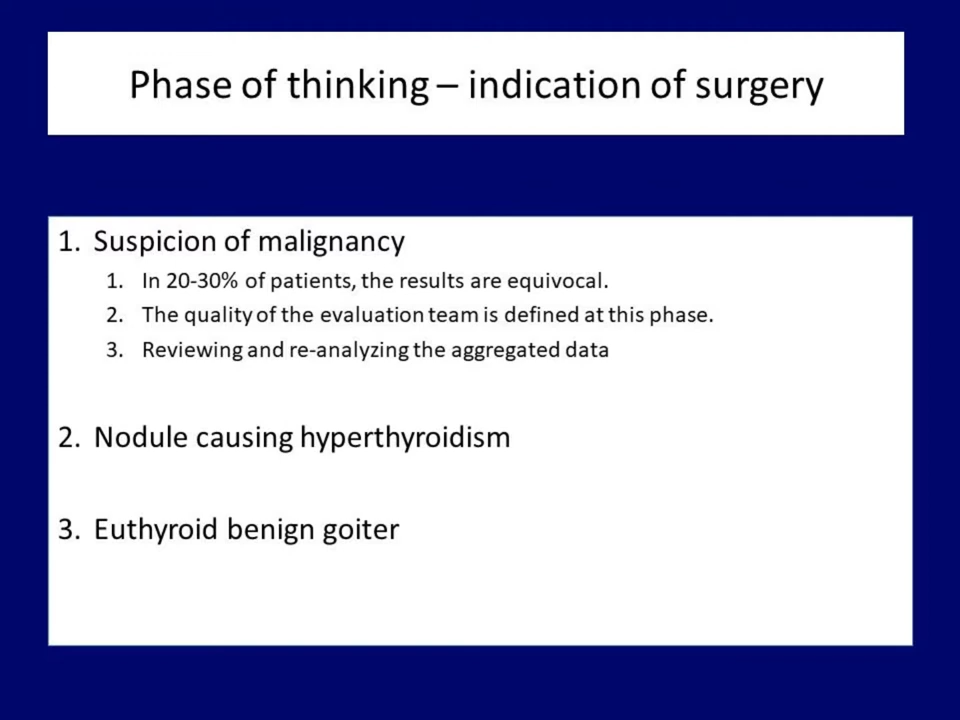 Phase of thinking – indication of surgery
1. Suspicion of malignancy
1. In 20-30% of patients, the results are equivocal.
2. The quality of the evaluation team is defined at this phase.
3. Reviewing and re-analyzing the aggregated data
2. Nodule causing hyperthyroidism
3. Euthyroid benign goiter